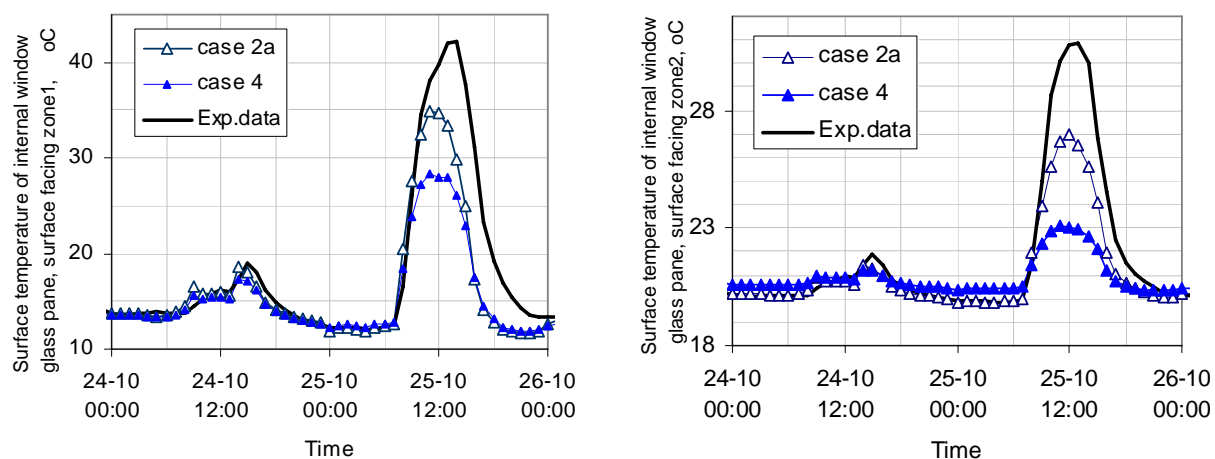 Surface temperature of internal window
glass pane, surface facing zone1, oC
40
30
20
10
case 2a
case 4
Exp.data
24-10 24-10 25-10 25-10 26-10
00:00 12:00 00:00 12:00 00:00
Time
Surface temperature of internal window
glass pane, surface facing zone2, oC
28
23
18
case 2a
case 4
Exp.data
24-10 24-10 25-10 25-10 26-10
00:00 12:00 00:00 12:00 00:00
Time